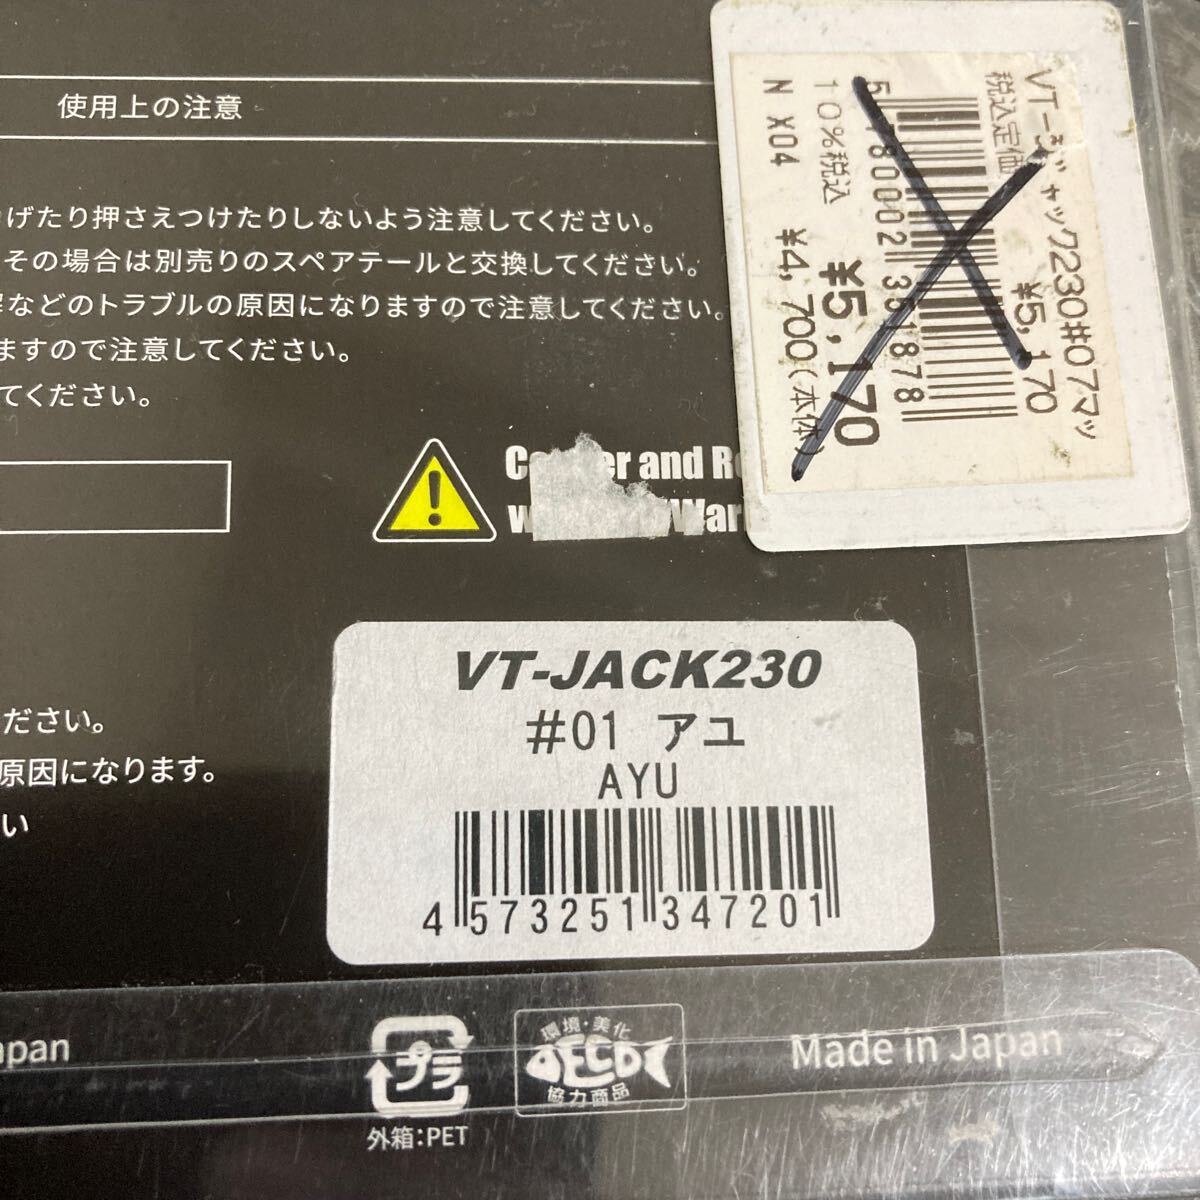 使用上の注意
げたり押さえつけたりしないよう注意してください。
その場合は別売りのスペアテールと交換してください。
などのトラブルの原因になりますので注意してください。
ますので注意してください。
てください。
VT-ジャック230#07マッ
税込定価 ¥5,170
10%税込 ¥5,170
N X04 ¥4,700(本体)
er and R
w /War
VT-JACK230
#01 アユ
AYU
4 573251 347201
ださい。
原因になります。
い
apan
プラ
外箱:PET
環境・美化
ECO
協力商品
Made in Japan